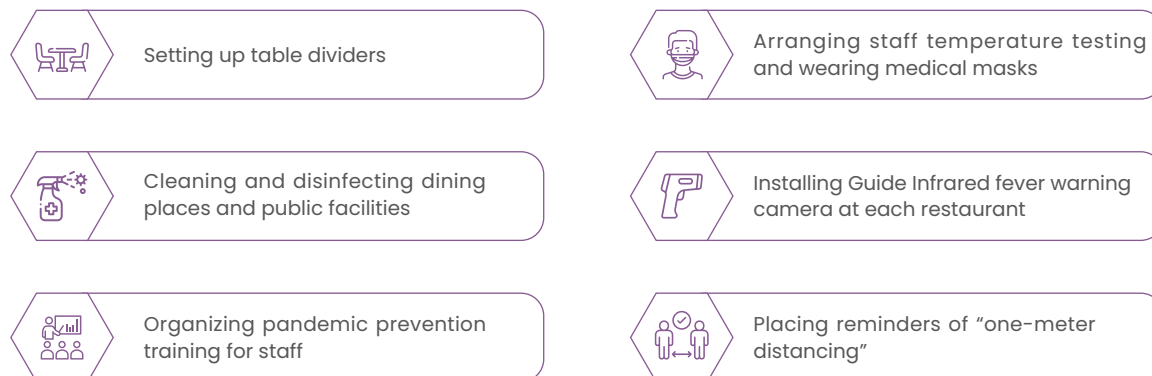 Setting up table dividers
Arranging staff temperature testing
and wearing medical masks
Cleaning and disinfecting dining
places and public facilities
Installing Guide Infrared fever warning
camera at each restaurant
Organizing pandemic prevention
training for staff
Placing reminders of “one-meter
distancing”